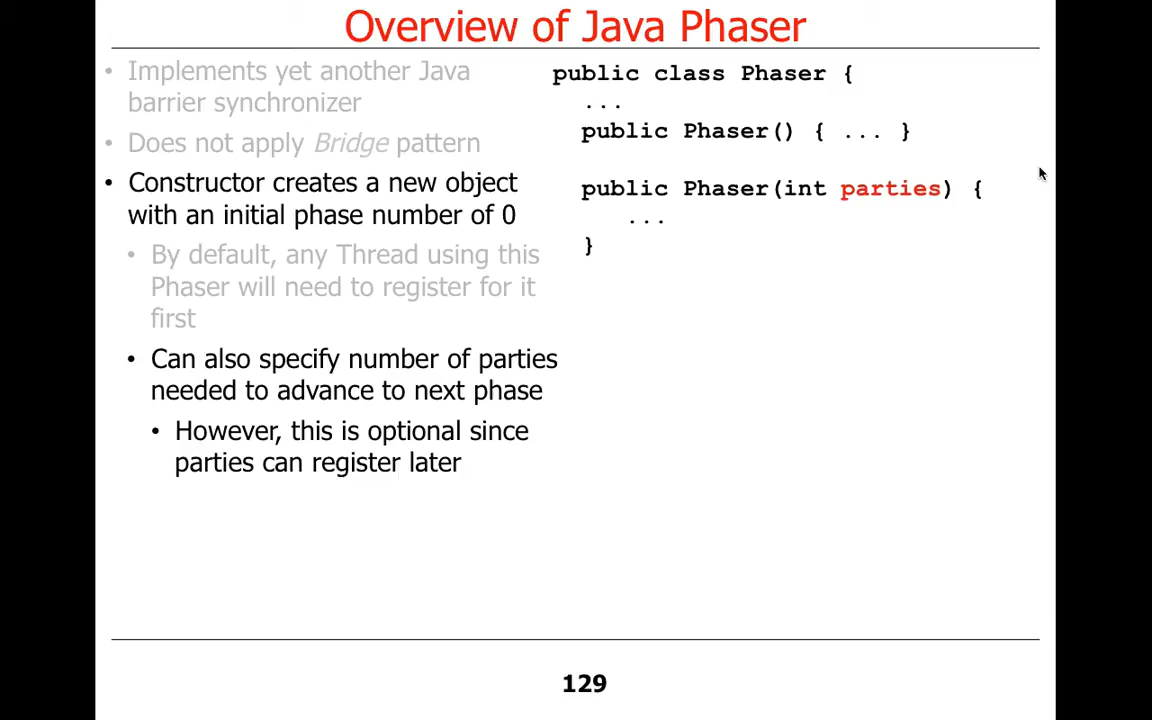 Overview of Java Phaser
• Implements yet another Java
barrier synchronizer
• Does not apply Bridge pattern
• Constructor creates a new object
with an initial phase number of 0
• By default, any Thread using this
Phaser will need to register for it
first
• Can also specify number of parties
needed to advance to next phase
• However, this is optional since
parties can register later
public class Phaser {
...
public Phaser() { ... }
public Phaser(int parties) {
...
}
129